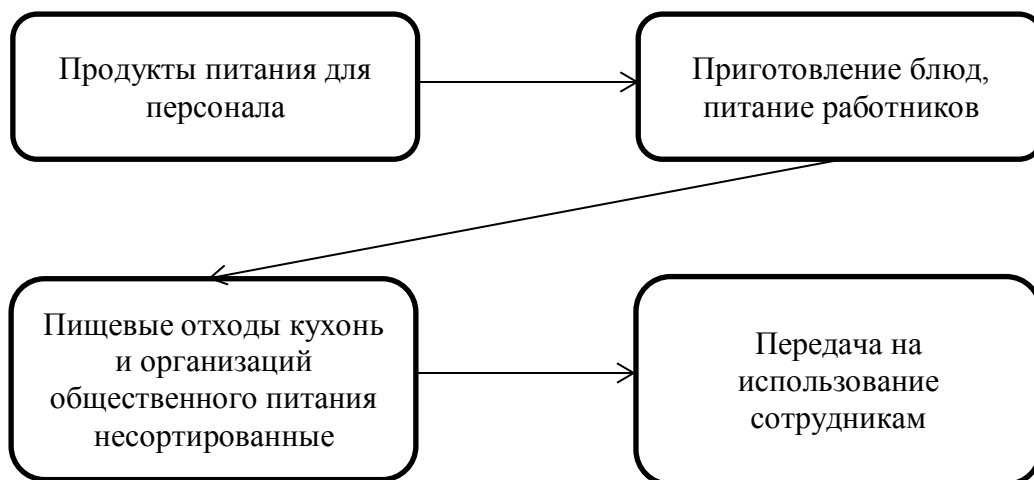 Продукты питания для
персонала
Приготовление блюд,
питание работников
Пищевые отходы кухонь
и организаций
общественного питания
несортированные
Передача на
использование
сотрудникам